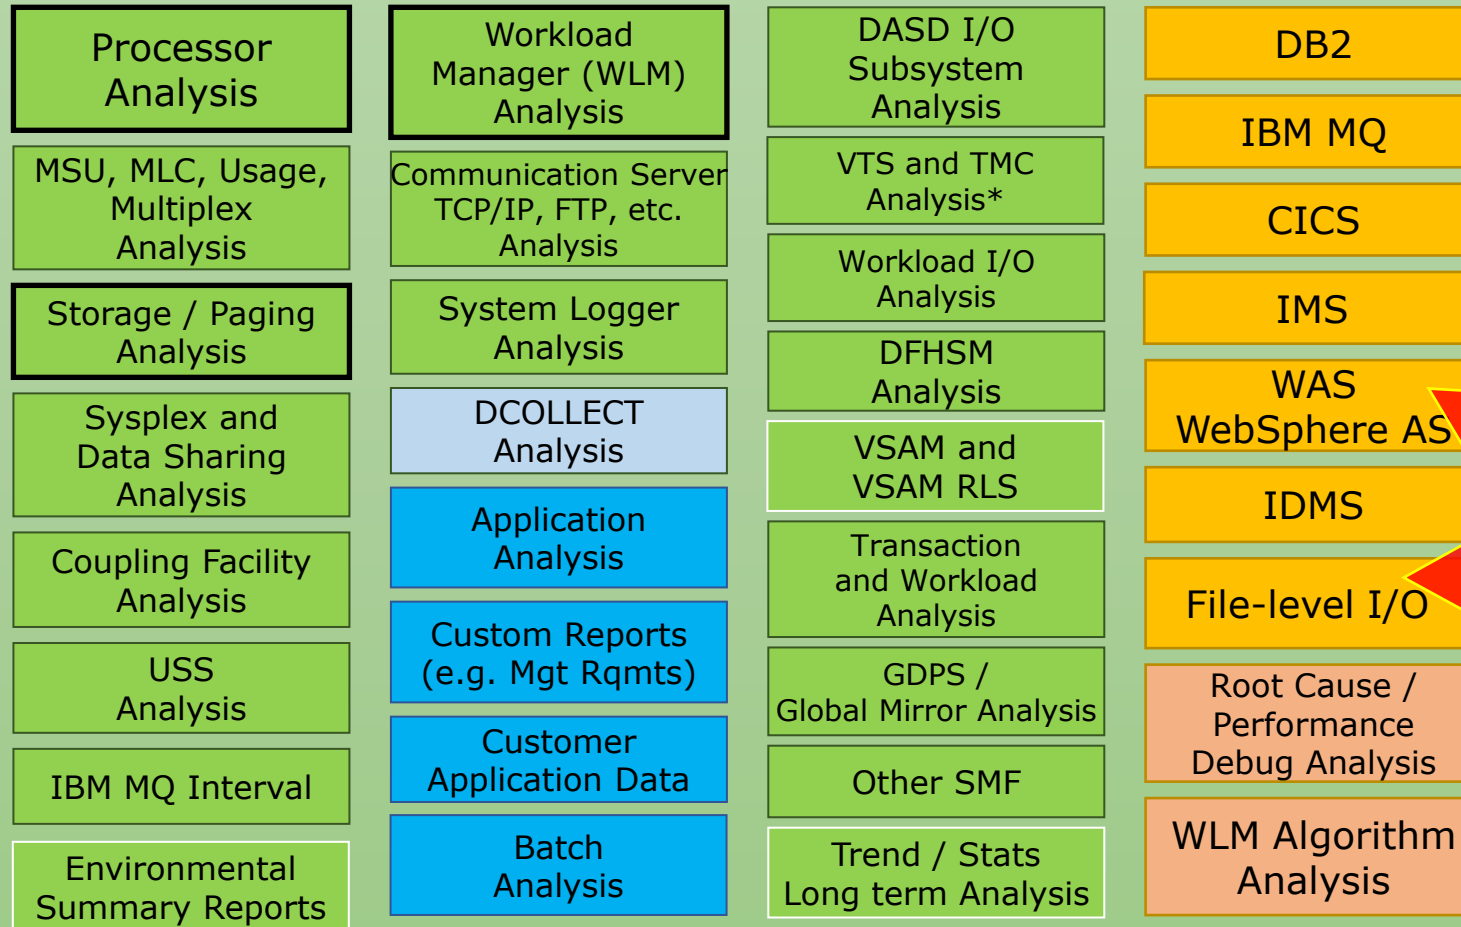 Processor
Analysis
MSU, MLC, Usage,
Multiplex
Analysis
Storage / Paging
Analysis
Sysplex and
Data Sharing
Analysis
Coupling Facility
Analysis
USS
Analysis
IBM MQ Interval
Environmental
Summary Reports
Workload
Manager (WLM)
Analysis
Communication Server
TCP/IP, FTP, etc.
Analysis
System Logger
Analysis
DCOLLECT
Analysis
Application
Analysis
Custom Reports
(e.g. Mgt Rqmts)
Customer
Application Data
Batch
Analysis
DASD I/O
Subsystem
Analysis
VTS and TMC
Analysis*
Workload I/O
Analysis
DFHSM
Analysis
VSAM and
VSAM RLS
Transaction
and Workload
Analysis
GDPS /
Global Mirror Analysis
Other SMF
Trend / Stats
Long term Analysis
DB2
IBM MQ
CICS
IMS
WAS
WebSphere AS
IDMS
File-level I/O
Root Cause /
Performance
Debug Analysis
WLM Algorithm
Analysis